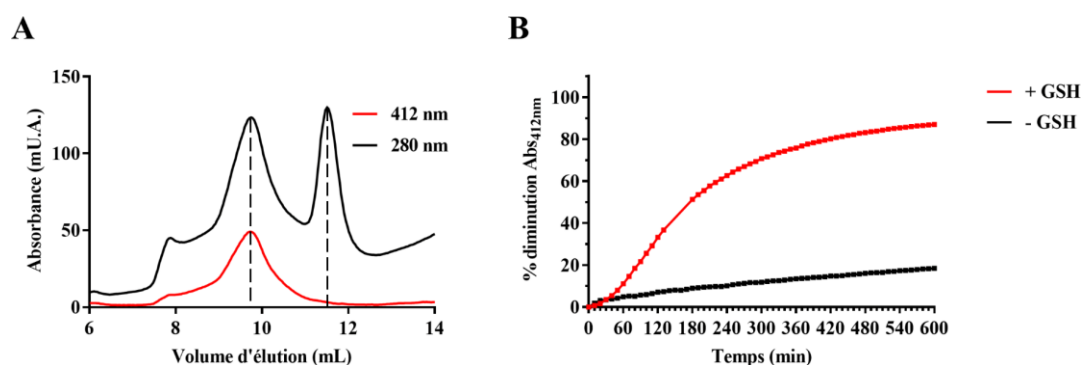 A
Absorbance (mU.A.)
150
100
50
0
6
8
10
12
14
Volume d'élution (mL)
412 nm
280 nm
B
% diminution Abs412nm
100
80
60
40
20
0
0
60
120
180
240
300
360
420
480
540
600
Temps (min)
+ GSH
- GSH